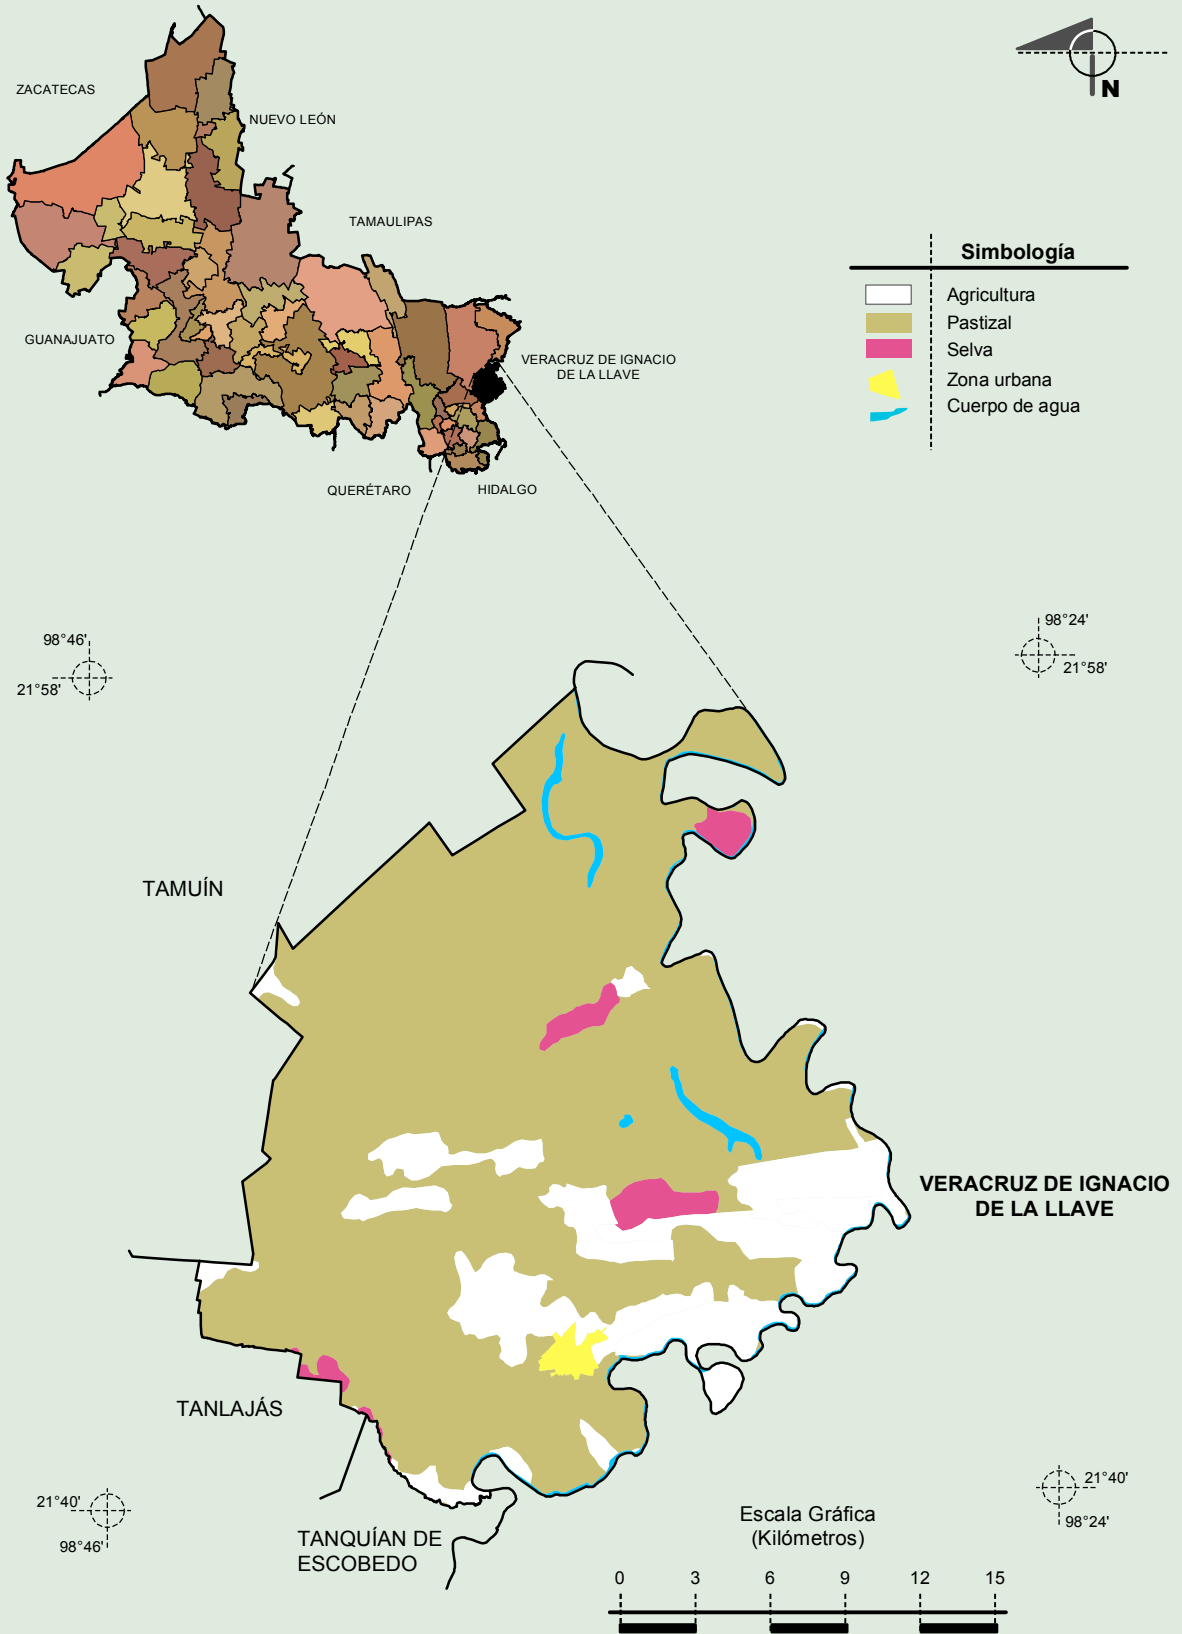 N
ZACATECAS
NUEVO LEÓN
TAMAULIPAS
GUANAJUATO
VERACRUZ DE IGNACIO
DE LA LLAVE
QUERÉTARO
HIDALGO
Simbología
Agricultura
Pastizal
Selva
Zona urbana
Cuerpo de agua
98°46'
21°58'
98°24'
21°58'
TAMUÍN
VERACRUZ DE IGNACIO
DE LA LLAVE
TANLAJÁS
21°40'
98°46'
TANQUÍAN DE
ESCOBEDO
21°40'
98°24'
Escala Gráfica
(Kilómetros)
0 3 6 9 12 15